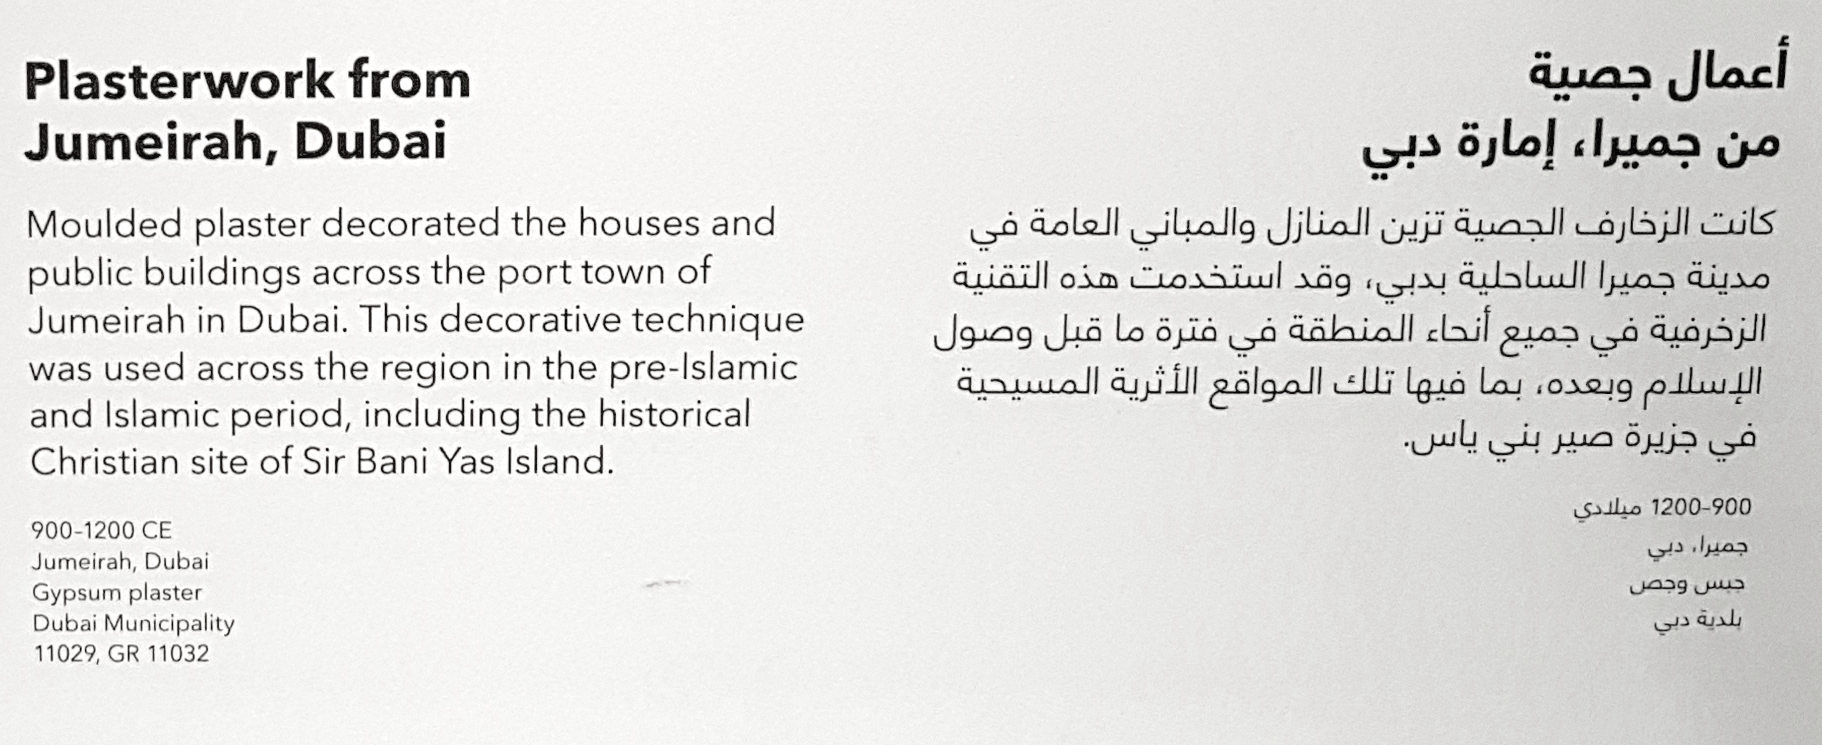 Plasterwork from
Jumeirah, Dubai
Moulded plaster decorated the houses and
public buildings across the port town of
Jumeirah in Dubai. This decorative technique
was used across the region in the pre-Islamic
and Islamic period, including the historical
Christian site of Sir Bani Yas Island.
900-1200 CE
Jumeirah, Dubai
Gypsum plaster
Dubai Municipality
11029, GR 11032
أعمال جصية
من جميرا، إمارة دبي
كانت الزخارف الجصية تزين المنازل والمباني العامة في
مدينة جميرا الساحلية بدبي، وقد استخدمت هذه التقنية
الزخرفية في جميع أنحاء المنطقة في فترة ما قبل وصول
الإسلام وبعده، بما فيها تلك المواقع الأثرية المسيحية
في جزيرة صير بني ياس.
900-1200 ميلادي
جميرا، دبي
جبس وجص
بلدية دبي